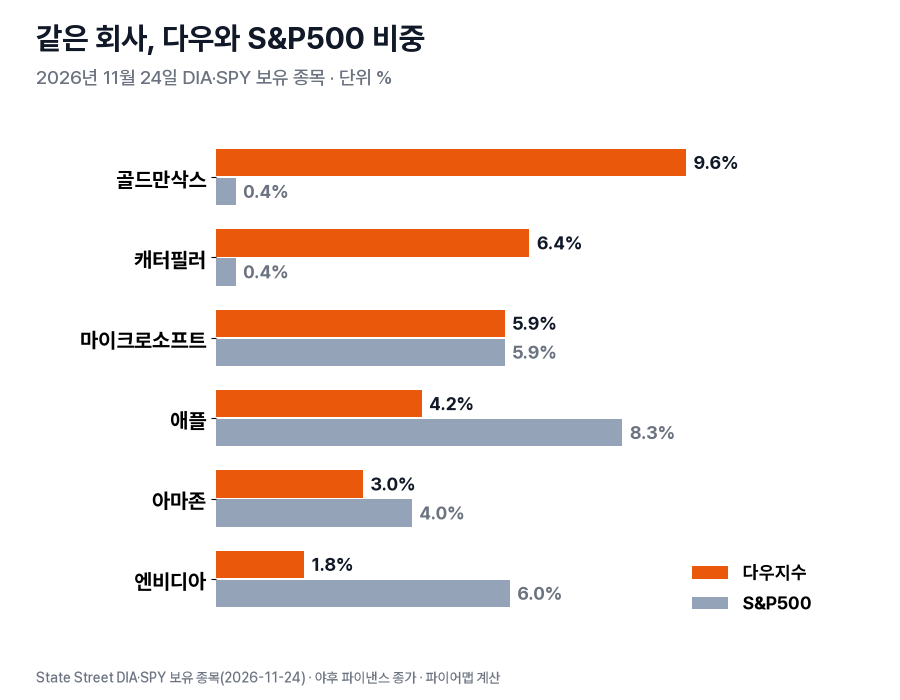 같은 회사, 다우와 S&P500 비중
2026년 11월 24일 DIA·SPY 보유 종목 · 단위 %
골드만삭스
9.6%
0.4%
캐터필러
6.4%
0.4%
마이크로소프트
5.9%
5.9%
애플
4.2%
8.3%
아마존
3.0%
4.0%
엔비디아
1.8%
6.0%
다우지수
S&P500
State Street DIA·SPY 보유 종목(2026-11-24) · 야후 파이낸스 종가 · 파이어맵 계산